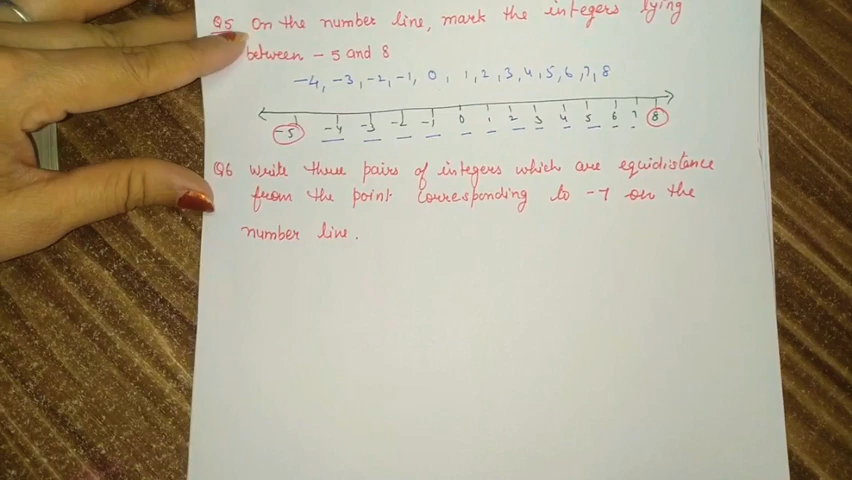 Q5 On the number line, mark the integers lying
between - 5 and 8
-4, -3, -2, -1, 0, 1, 2, 3, 4, 5, 6, 7, 8
-5 -4 -3 -2 -1 0 1 2 3 4 5 6 7 8
Q6 Write three pairs of integers which are equidistance
from the point corresponding to -7 on the
number line.